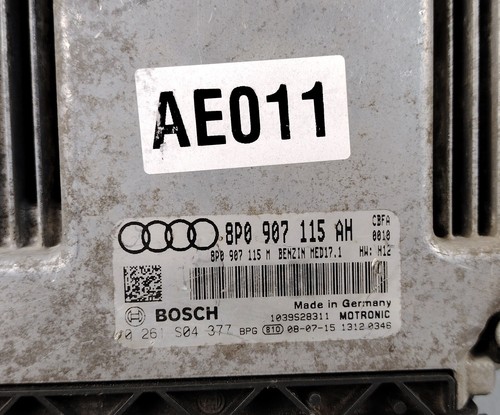 AE011
8P0 907 115 AH CBFA
0010
8P0 907 115 M BENZIN MED17.1 HW: H12
Made in Germany
BOSCH 1039S28311 MOTRONIC
0 261 S04 377 BPG 810 08-07-15 1312 0346